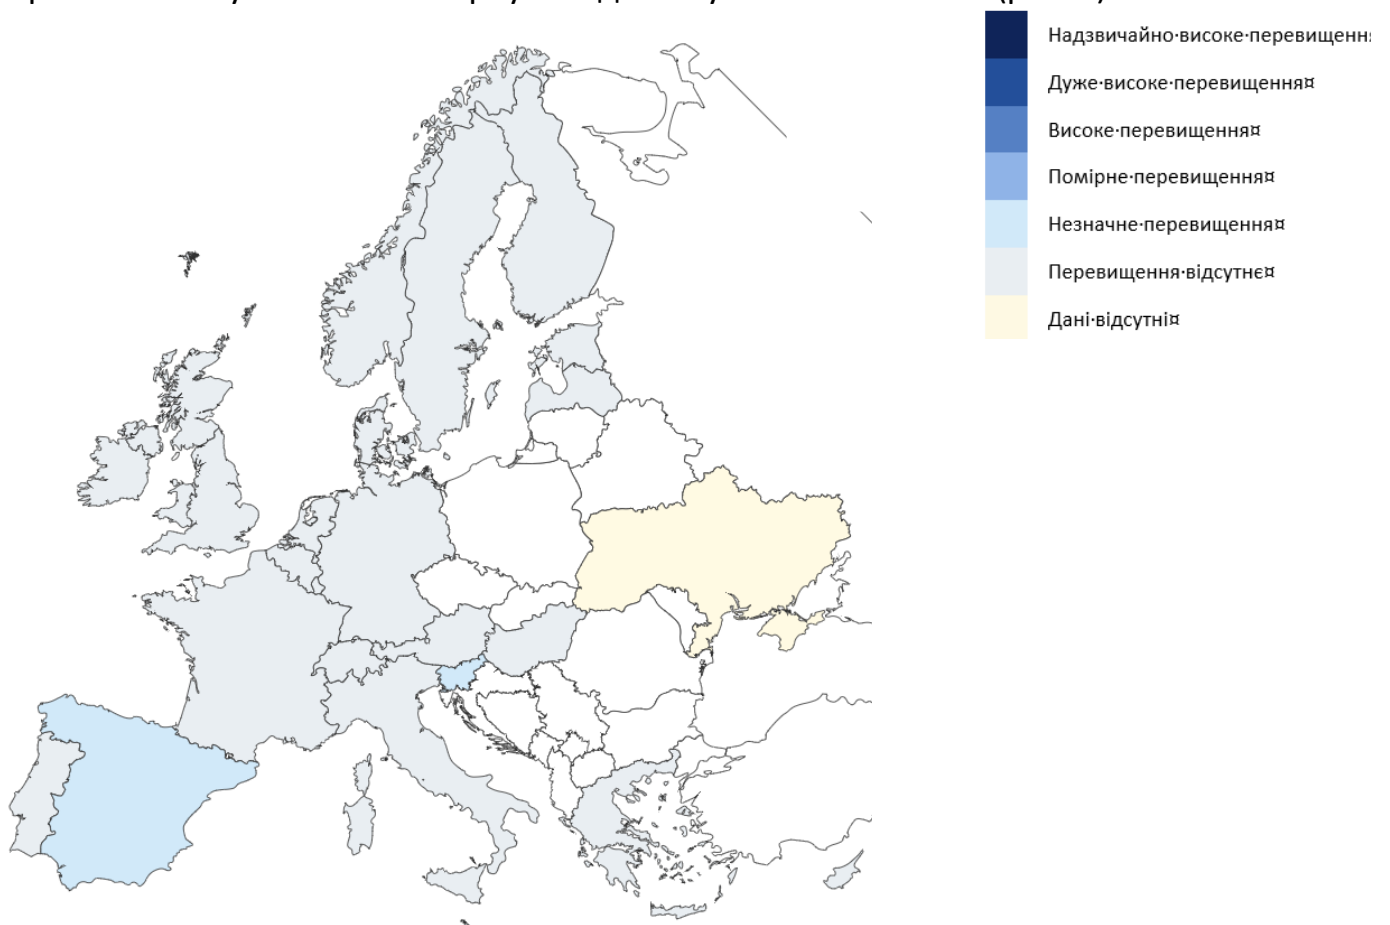 Надзвичайно·високе·перевищенн
Дуже·високе·перевищення¤
Високе·перевищення¤
Помірне·перевищення¤
Незначне·перевищення¤
Перевищення·відсутнє¤
Дані·відсутні¤